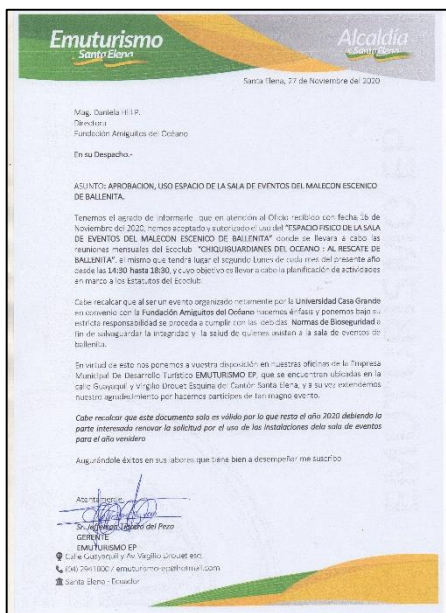 Emuturismo
Santa Elena
Alcaldía
Santa Elena
Santa Elena, 27 de Noviembre del 2020
Mag. Daniela Hill P.
Directora
Fundación Amiguitos del Océano
En su Despacho.-
ASUNTO: APROBACION, USO ESPACIO DE LA SALA DE EVENTOS DEL MALECON ESCENICO
DE BALLENITA.
Tenemos el agrado de informarle que en atención al Oficio recibido con fecha 16 de
Noviembre del 2020, hemos aceptado y autorizado el uso del "ESPACIO FISICO DE LA SALA
DE EVENTOS DEL MALECON ESCENICO DE BALLENITA" donde se llevara a cabo las
reuniones mensuales del Ecoclub "CHIQUIGUARDIANES DEL OCEANO : AL RESCATE DE
BALLENITA", el mismo que tendrá lugar el segundo Lunes de cada mes del presente año
desde las 14:30 hasta 18:30, y cuyo objetivo es llevar a cabo la planificación de actividades
en marco a los Estatutos del Ecoclub.
Cabe recalcar que al ser un evento organizado netamente por la Universidad Casa Grande
en convenio con la Fundación Amiguitos del Océano hacemos énfasis y ponemos bajo su
estricta responsabilidad se proceda a cumplir con las debidas Normas de Bioseguridad a
fin de salvaguardar la integridad y la salud de quienes asistan a la sala de eventos de
ballenita.
En virtud de esto nos ponemos a vuestra disposición en nuestras oficinas de la Empresa
Municipal De Desarrollo Turístico EMUTURISMO EP, que se encuentran ubicadas en la
calle Guayaquil y Virgilio Drouet Esquina del Cantón Santa Elena, y a su vez extendemos
nuestro agradecimiento por hacernos partícipes de tan magno evento.
Cabe recalcar que este documento solo es válido por lo que resta el año 2020 debiendo la
parte interesada renovar la solicitud por el uso de las instalaciones dela sala de eventos
para el año venidero
Augurándole éxitos en sus labores que tiene bien a desempeñar me suscribo
Atentamente,
Sr. Jefferson Tigrero del Pezo
GERENTE
EMUTURISMO EP
Calle Guayaquil y Av. Virgilio Drouet esq.
(04) 2941000 / emuturismo-ep@hotmail.com
Santa Elena - Ecuador